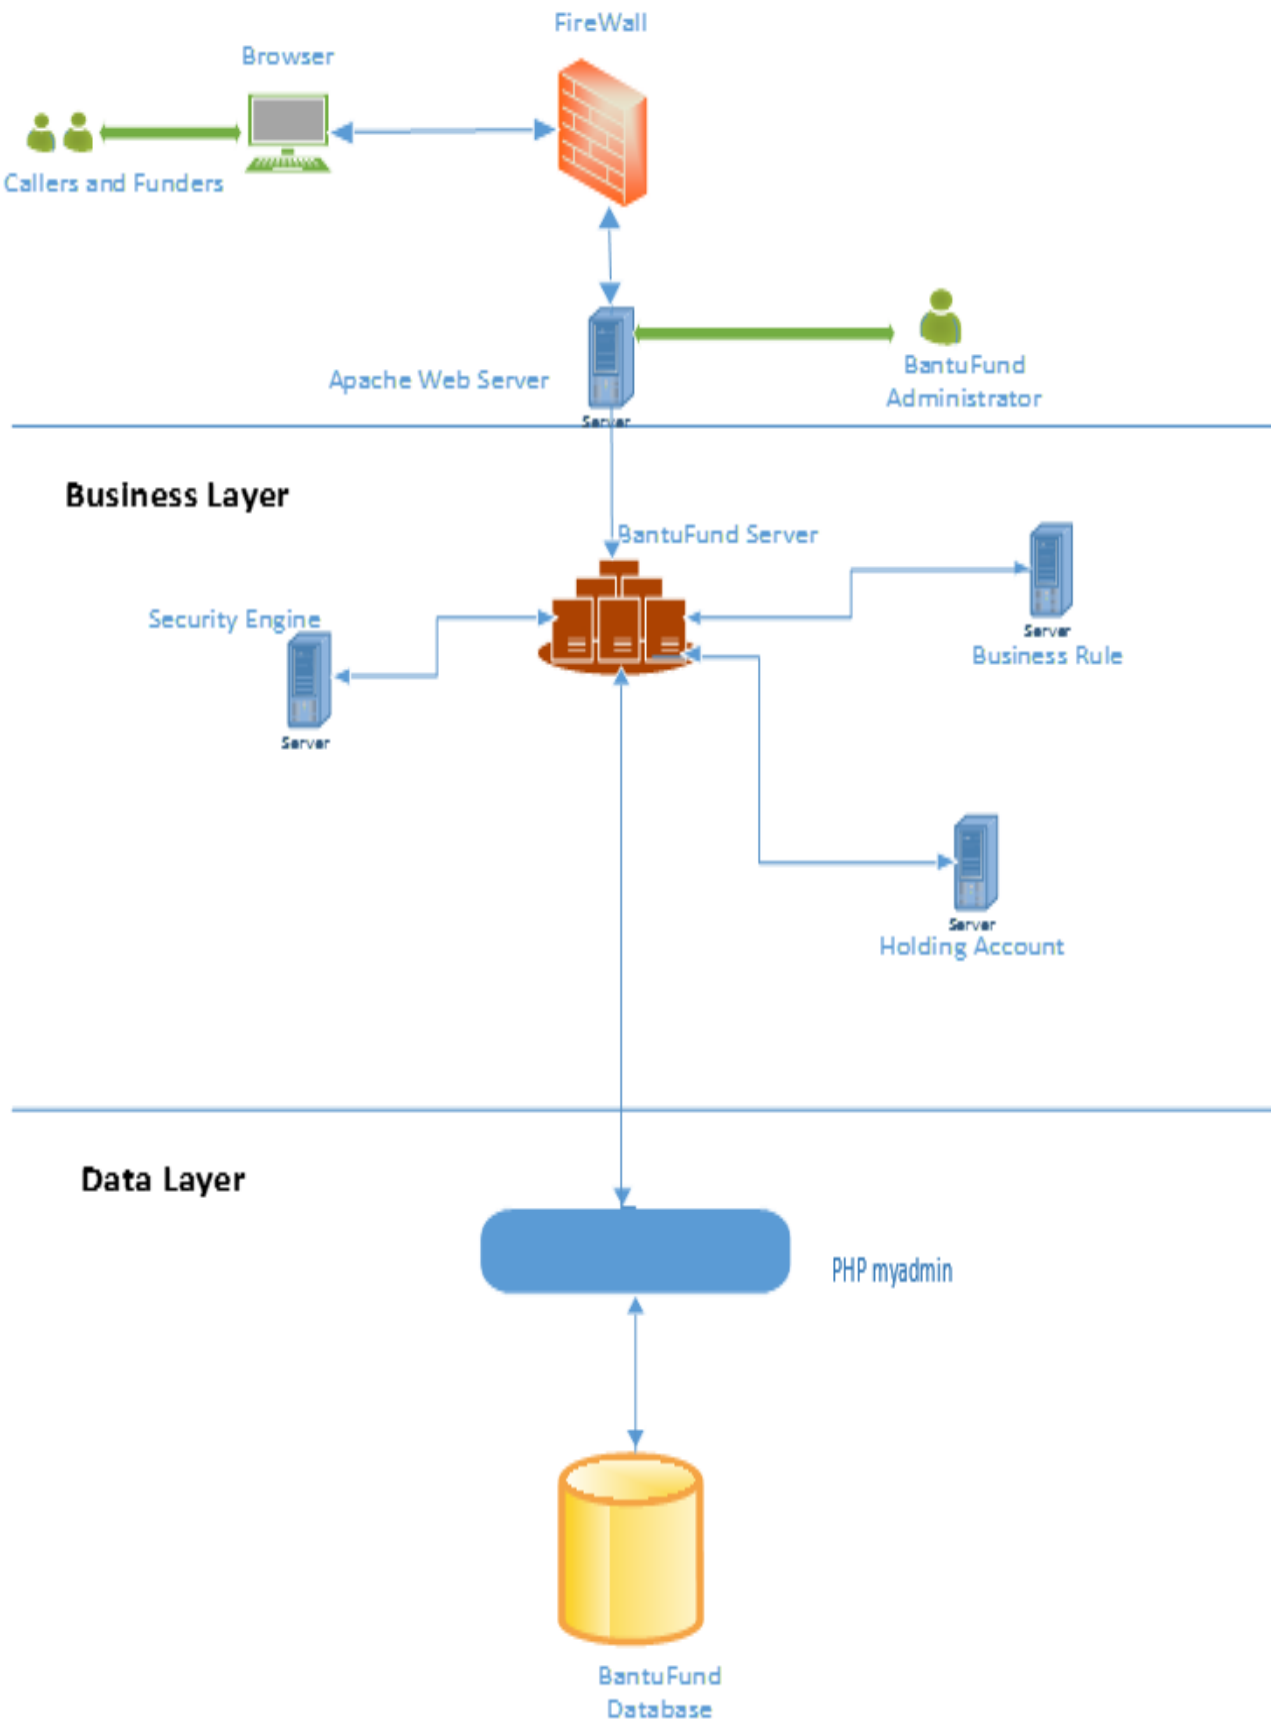 FireWall
Browser
Callers and Funders
BantuFund
Administrator
Apache Web Server
Server
Business Layer
BantuFund Server
Security Engine
Server
Server
Business Rule
Server
Holding Account
Data Layer
PHP myadmin
BantuFund
Database